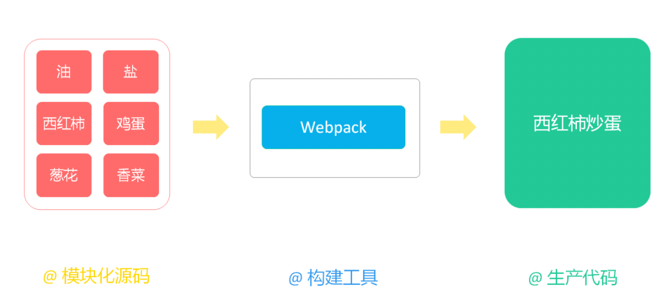 油 盐
西红柿 鸡蛋
葱花 香菜
Webpack
西红柿炒蛋
@ 模块化源码
@ 构建工具
@ 生产代码